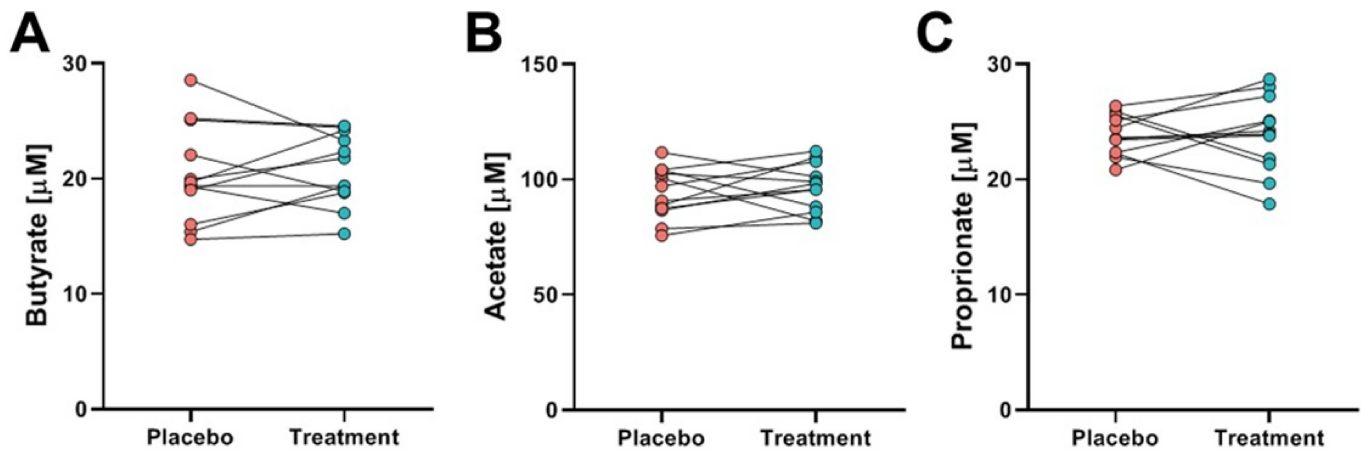 A
Butyrate [µM]
30
20
10
0
Placebo
Treatment
B
Acetate [µM]
150
100
50
0
Placebo
Treatment
C
Proprionate [µM]
30
20
10
0
Placebo
Treatment